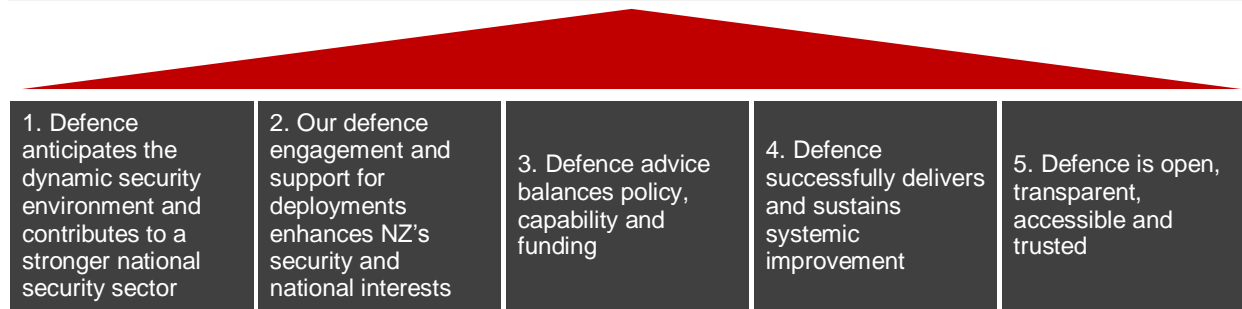 1. Defence
anticipates the
dynamic security
environment and
contributes to a
stronger national
security sector
2. Our defence
engagement and
support for
deployments
enhances NZ’s
security and
national interests
3. Defence advice
balances policy,
capability and
funding
4. Defence
successfully delivers
and sustains
systemic
improvement
5. Defence is open,
transparent,
accessible and
trusted